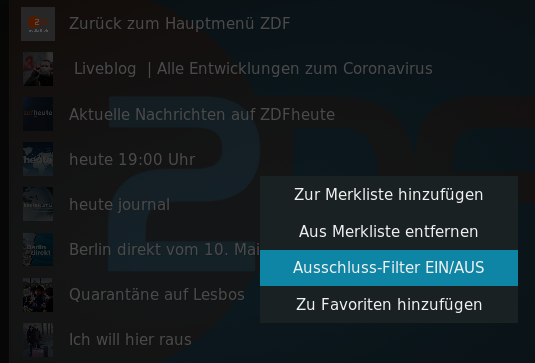 Zurück zum Hauptmenü ZDF
Liveblog | Alle Entwicklungen zum Coronavirus
Aktuelle Nachrichten auf ZDFheute
heute 19:00 Uhr
heute journal
Berlin direkt vom 10. Mai
Quarantäne auf Lesbos
Ich will hier raus
Zur Merkliste hinzufügen
Aus Merkliste entfernen
Ausschluss-Filter EIN/AUS
Zu Favoriten hinzufügen